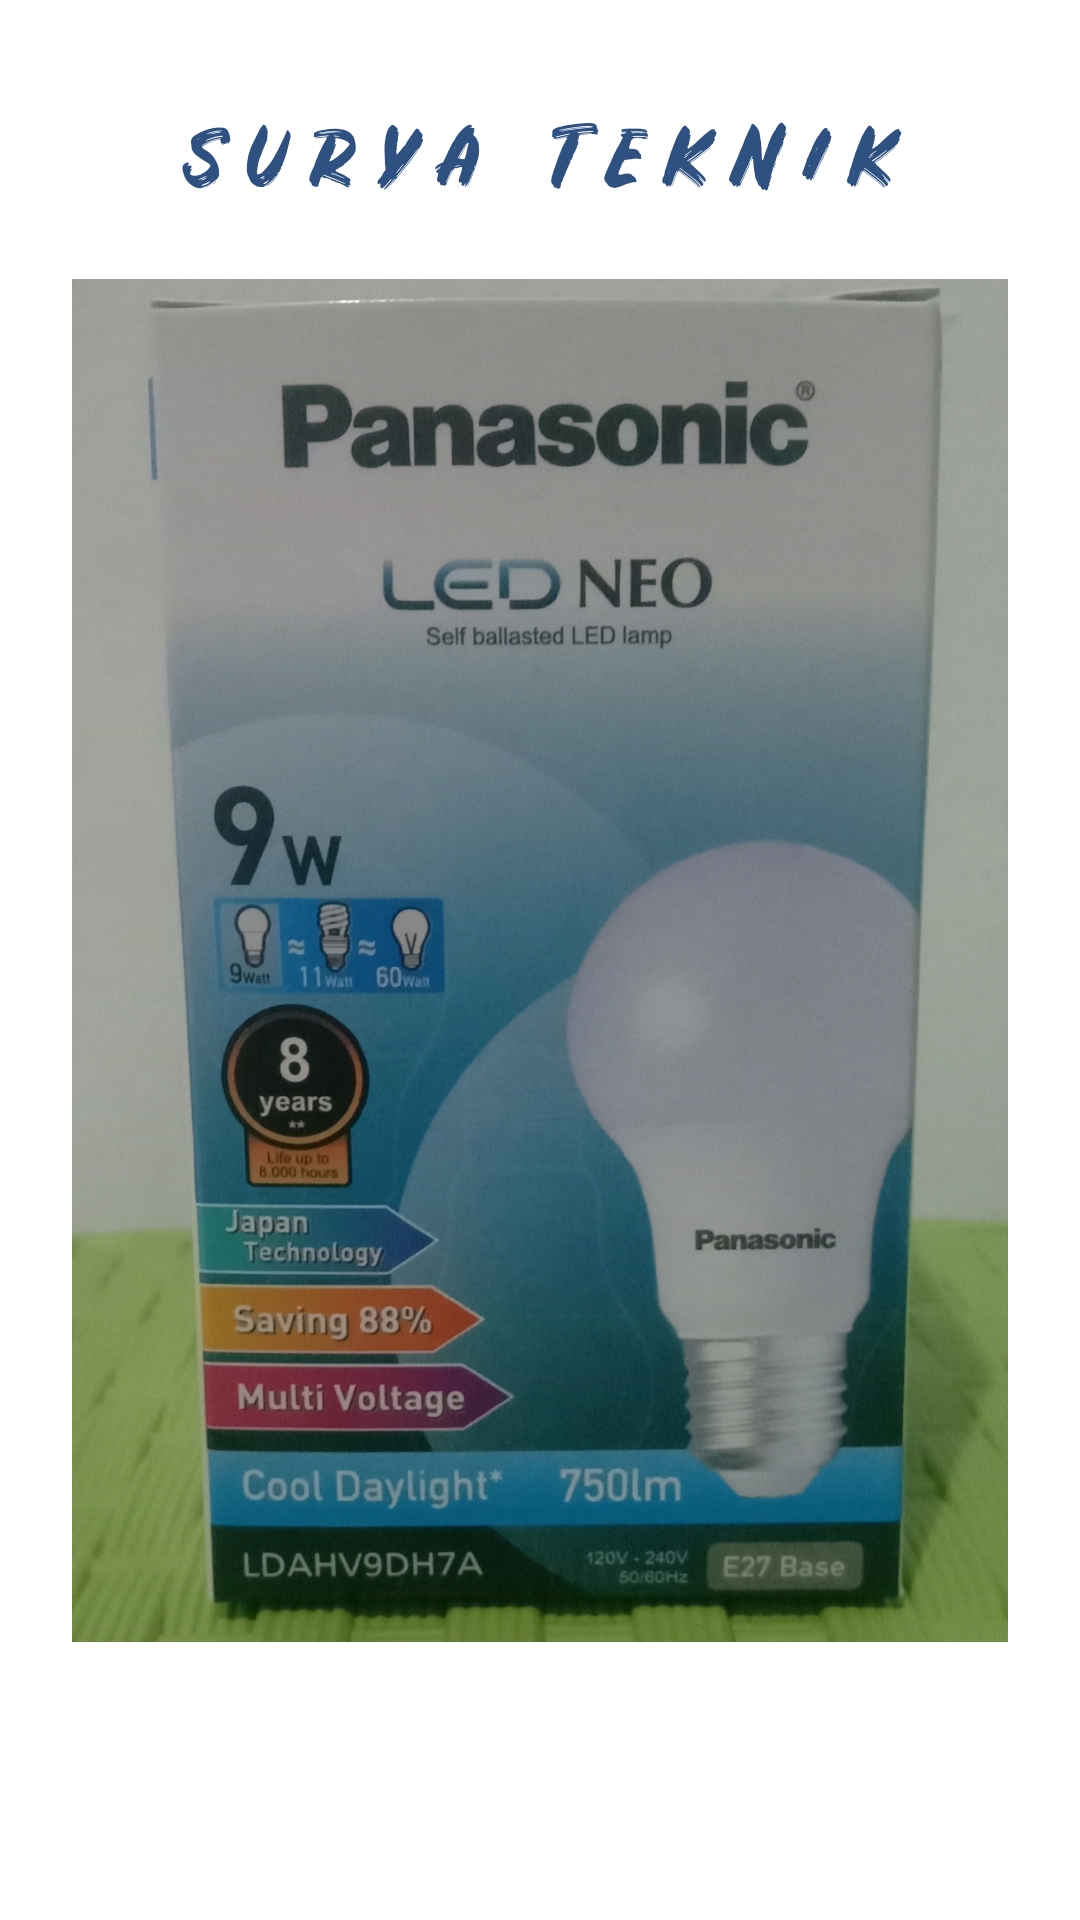 SURYA TEKNIK
Panasonic®
LED NEO
Self ballasted LED lamp
9W
9Watt ≈ 11Watt ≈ 60Watt
8
years
**
Life up to
8.000 hours
Japan
Technology
Panasonic
Saving 88%
Multi Voltage
Cool Daylight* 750lm
LDAHV9DH7A
120V - 240V
50/60Hz
E27 Base